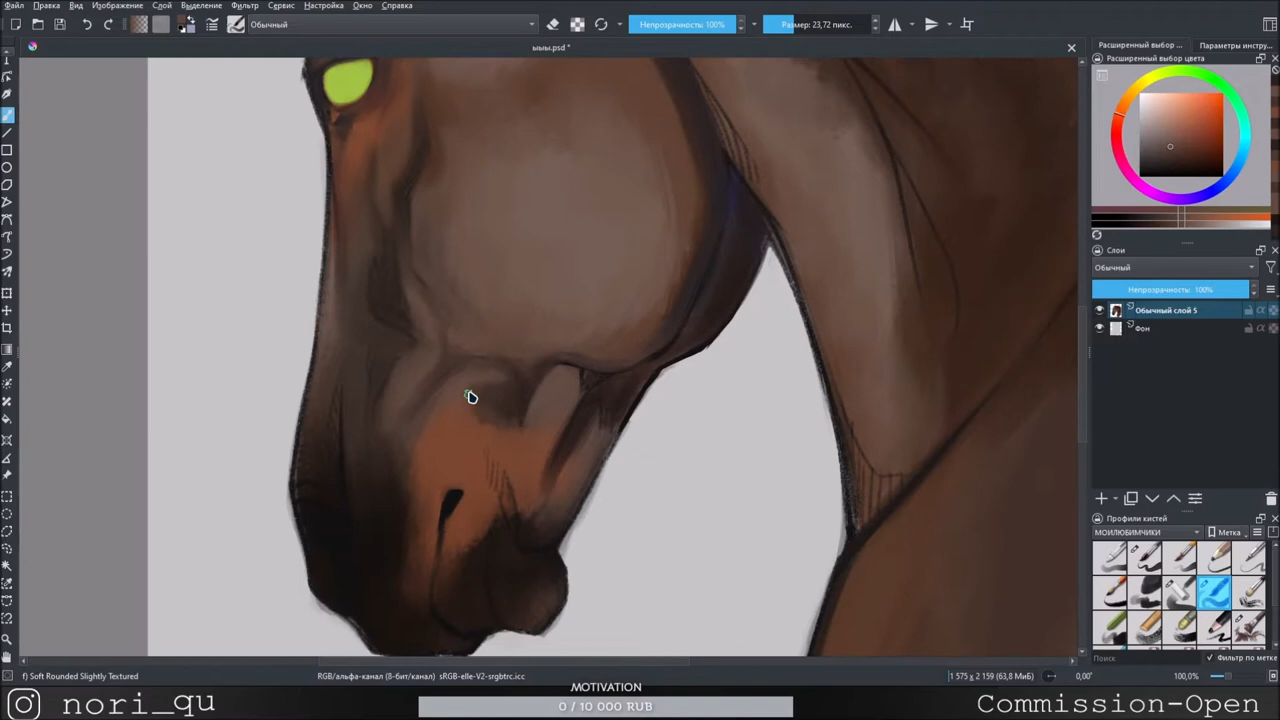 Файл Правка Вид Изображение Слой Выделение Фильтр Сервис Настройка Окно Справка
Обычный Непрозрачность: 100% Размер: 23,72 пикс.
ыыы.psd *
Расширенный выбор ... Параметры инстру...
Расширенный выбор цвета
Слои
Обычный
Непрозрачность: 100%
Обычный слой 5
Фон
Профили кистей
МОИЛЮБИМЧИКИ Метка
Поиск Фильтр по метке
f) Soft Rounded Slightly Textured RGB/альфа-канал (8-бит/канал) sRGB-elle-V2-srgbtrc.icc 1 575 x 2 159 (63,8 МиБ) 0,00° 100,0%
nori_qu
MOTIVATION
0 / 10 000 RUB
Commission-Open